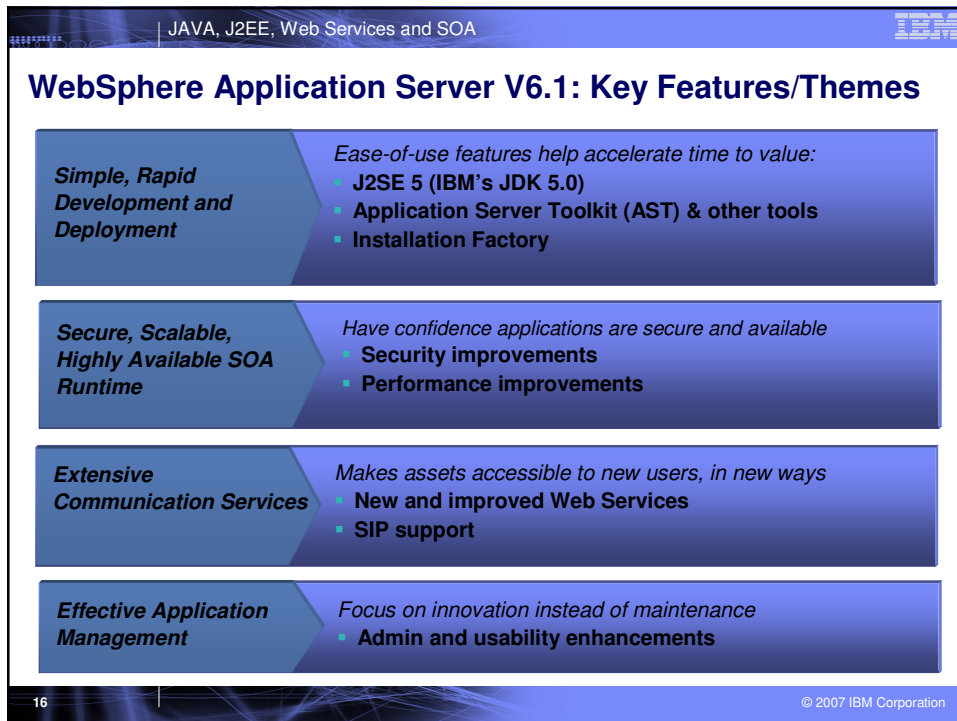 JAVA, J2EE, Web Services and SOA
IBM
WebSphere Application Server V6.1: Key Features/Themes
Simple, Rapid
Development and
Deployment
Ease-of-use features help accelerate time to value:
▪ J2SE 5 (IBM's JDK 5.0)
▪ Application Server Toolkit (AST) & other tools
▪ Installation Factory
Secure, Scalable,
Highly Available SOA
Runtime
Have confidence applications are secure and available
▪ Security improvements
▪ Performance improvements
Extensive
Communication Services
Makes assets accessible to new users, in new ways
▪ New and improved Web Services
▪ SIP support
Effective Application
Management
Focus on innovation instead of maintenance
▪ Admin and usability enhancements
16
© 2007 IBM Corporation